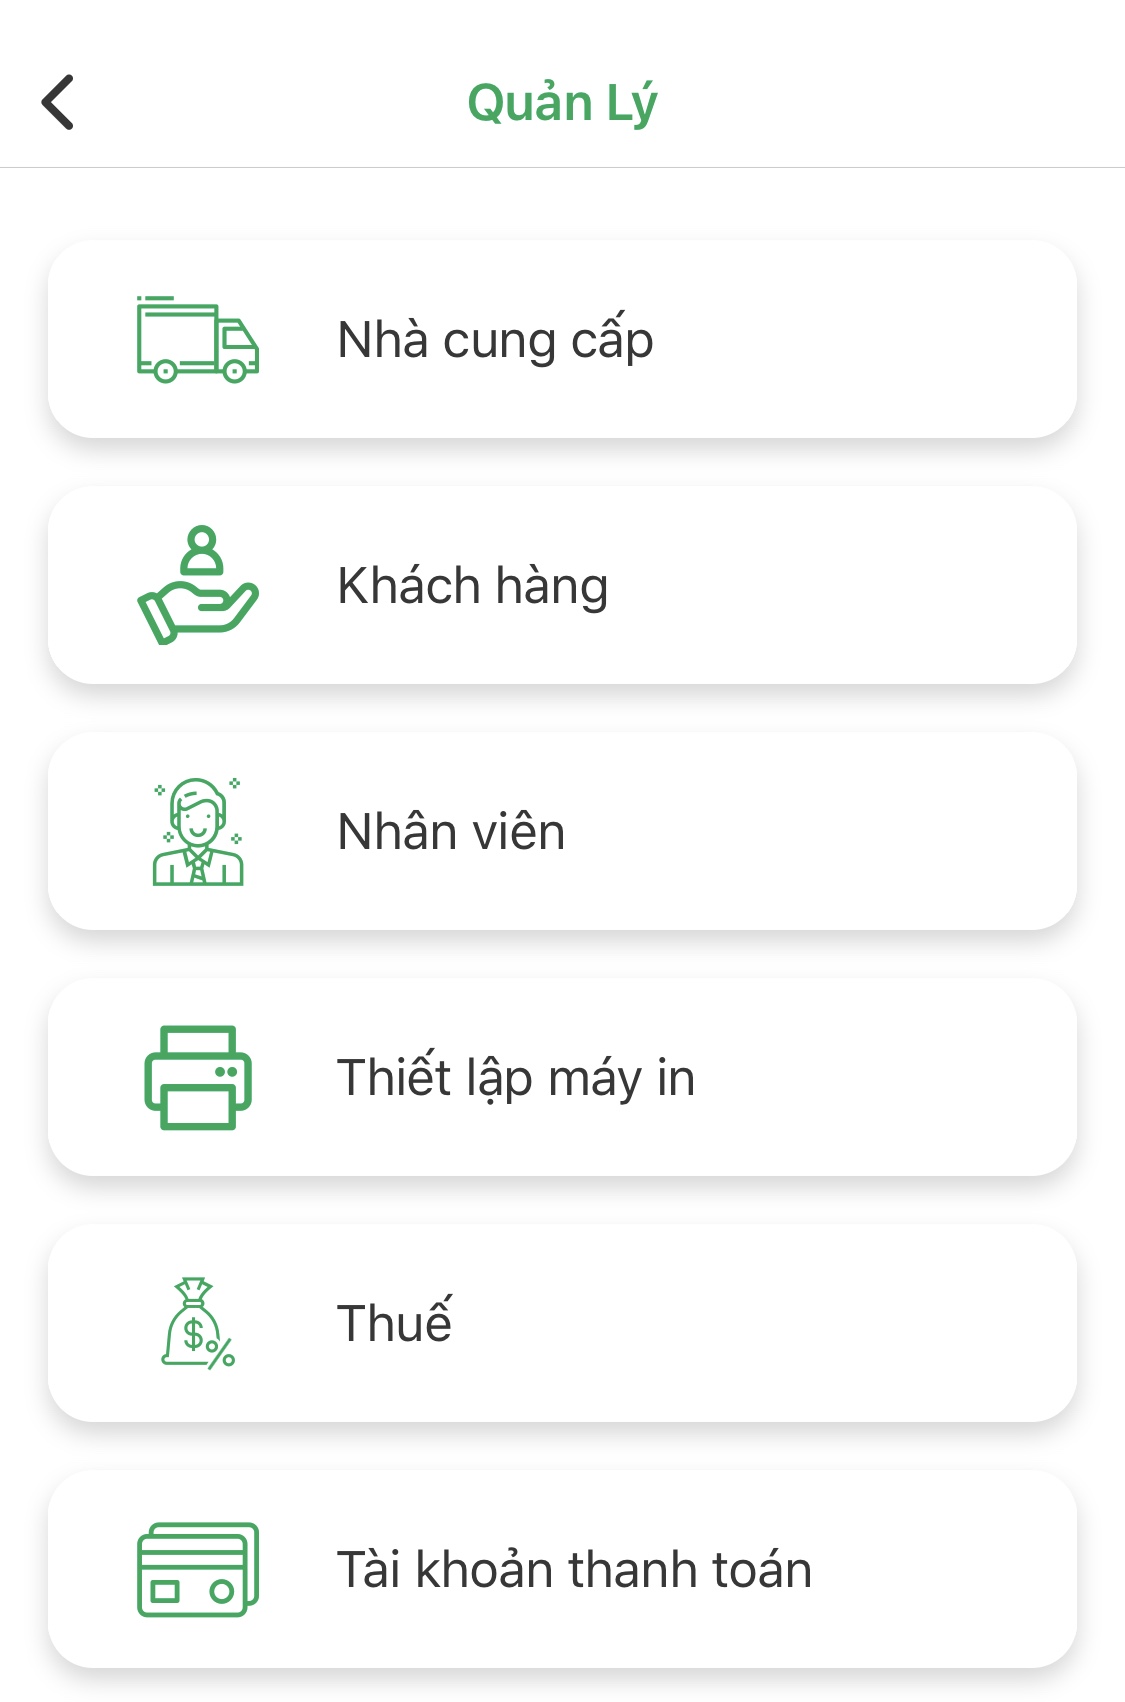 Quản Lý
Nhà cung cấp
Khách hàng
Nhân viên
Thiết lập máy in
$%
Thuế
Tài khoản thanh toán